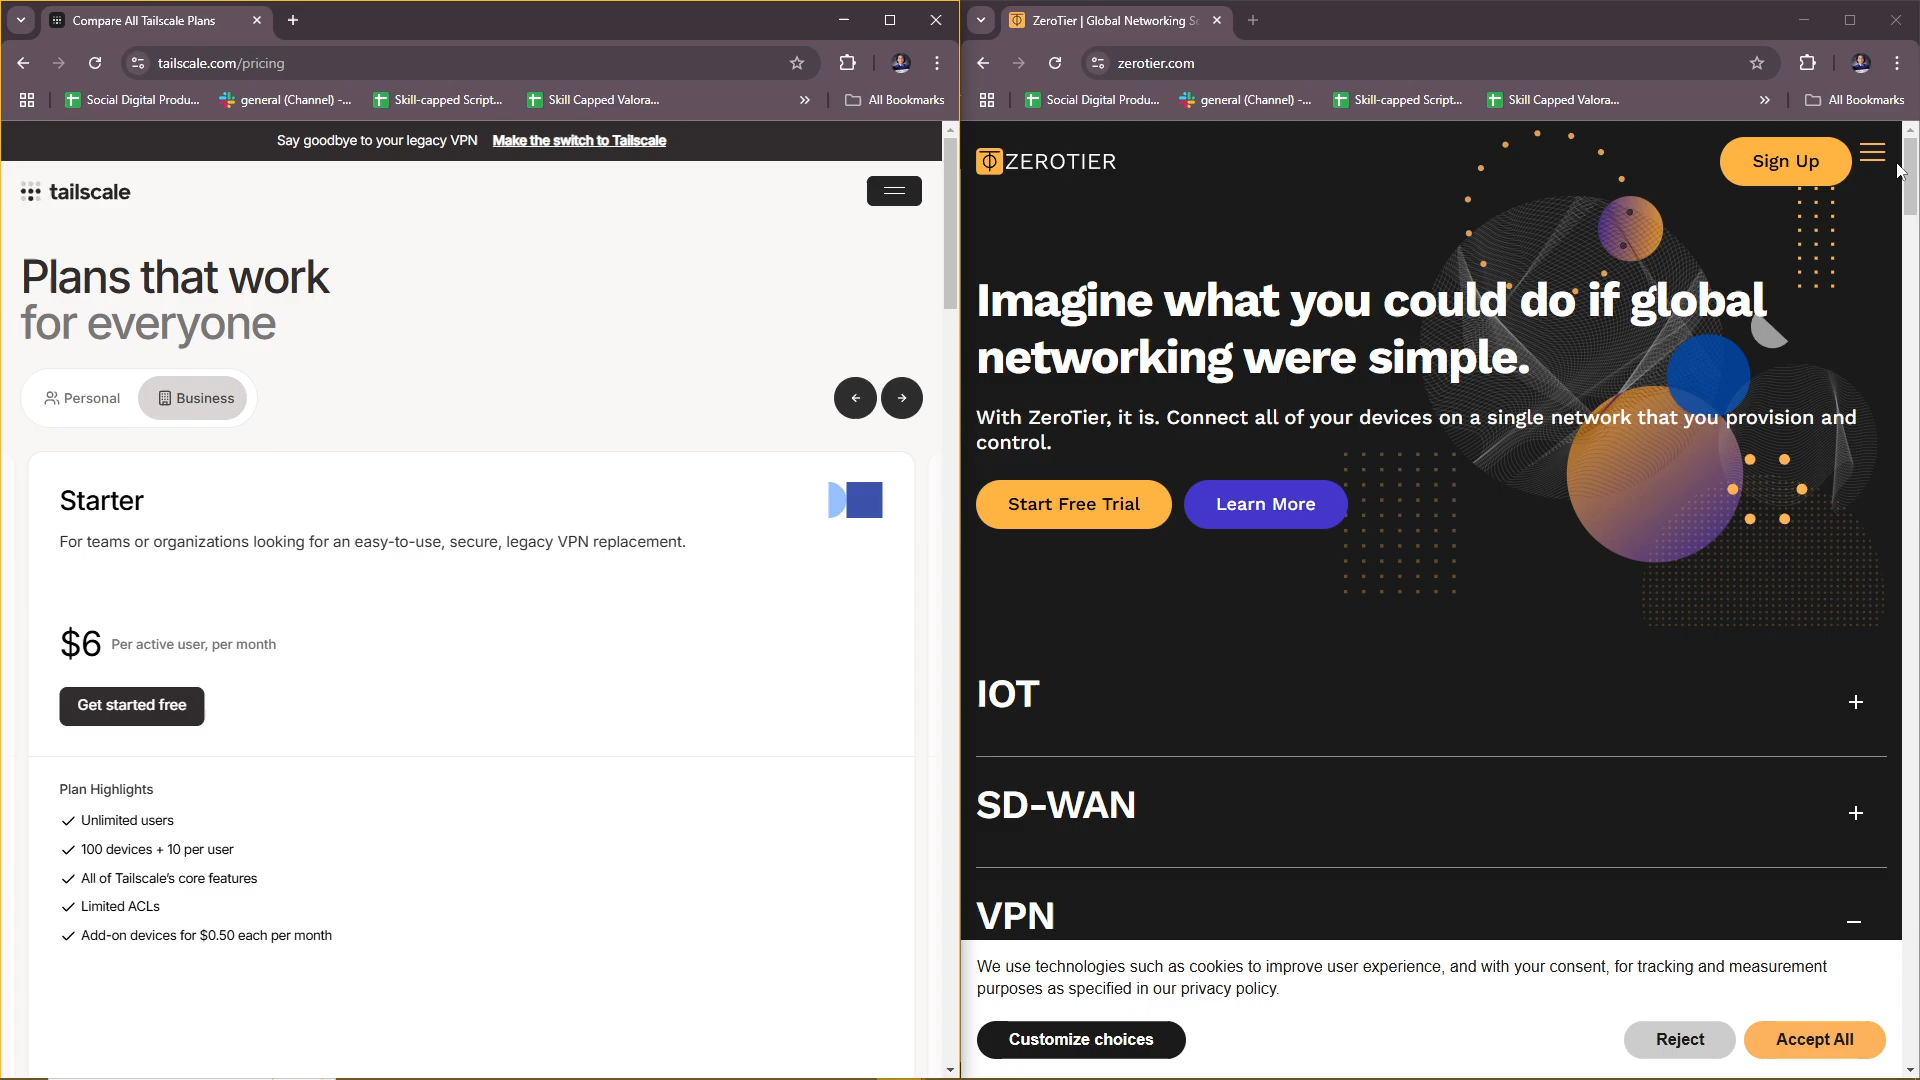 Compare All Tailscale Plans
tailscale.com/pricing
Social Digital Produ...
general (Channel) -...
Skill-capped Script...
Skill Capped Valora...
All Bookmarks
Say goodbye to your legacy VPN Make the switch to Tailscale
tailscale
Plans that work
for everyone
Personal
Business
Starter
For teams or organizations looking for an easy-to-use, secure, legacy VPN replacement.
$6 Per active user, per month
Get started free
Plan Highlights
Unlimited users
100 devices + 10 per user
All of Tailscale's core features
Limited ACLs
Add-on devices for $0.50 each per month
ZeroTier | Global Networking So
zerotier.com
Social Digital Produ...
general (Channel) -...
Skill-capped Script...
Skill Capped Valora...
All Bookmarks
ZEROTIER
Sign Up
Imagine what you could do if global
networking were simple.
With ZeroTier, it is. Connect all of your devices on a single network that you provision and
control.
Start Free Trial
Learn More
IOT
SD-WAN
VPN
We use technologies such as cookies to improve user experience, and with your consent, for tracking and measurement
purposes as specified in our privacy policy.
Customize choices
Reject
Accept All